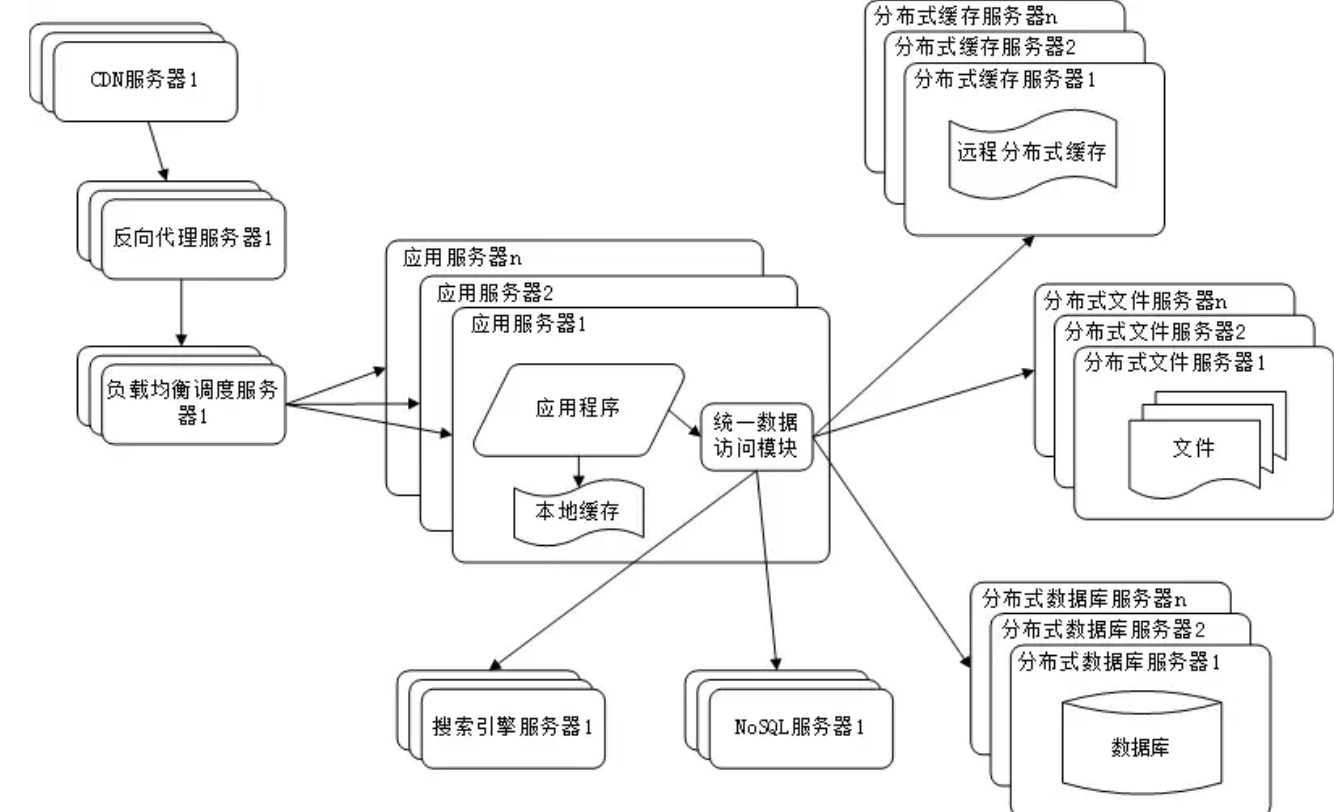 CDN服务器1
反向代理服务器1
负载均衡调度服务
器1
应用服务器n
应用服务器2
应用服务器1
应用程序
本地缓存
统一数据
访问模块
分布式缓存服务器n
分布式缓存服务器2
分布式缓存服务器1
远程分布式缓存
分布式文件服务器n
分布式文件服务器2
分布式文件服务器1
文件
搜索引擎服务器1
NoSQL服务器1
分布式数据库服务器n
分布式数据库服务器2
分布式数据库服务器1
数据库